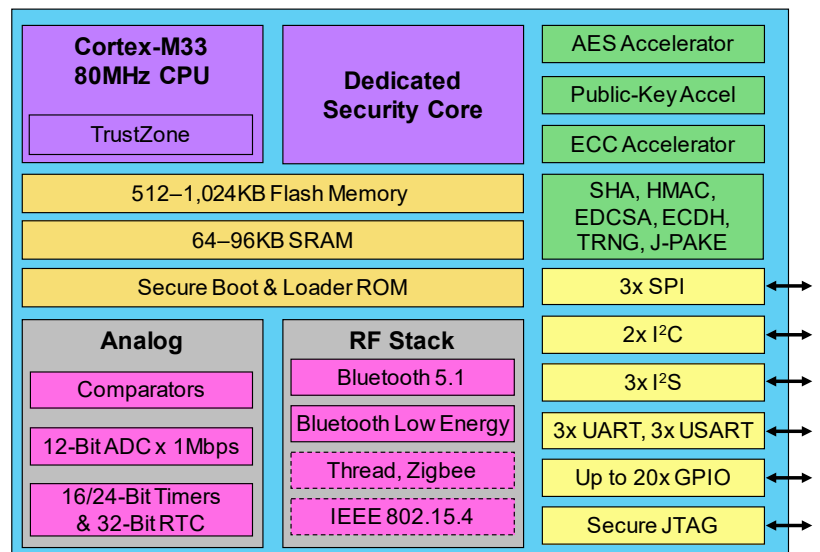 Cortex-M33
80MHz CPU
TrustZone
Dedicated
Security Core
AES Accelerator
Public-Key Accel
ECC Accelerator
512–1,024KB Flash Memory
64–96KB SRAM
Secure Boot & Loader ROM
SHA, HMAC,
EDCSA, ECDH,
TRNG, J-PAKE
Analog
Comparators
12-Bit ADC x 1Mbps
16/24-Bit Timers
& 32-Bit RTC
RF Stack
Bluetooth 5.1
Bluetooth Low Energy
Thread, Zigbee
IEEE 802.15.4
3x SPI
2x I²C
3x I²S
3x UART, 3x USART
Up to 20x GPIO
Secure JTAG